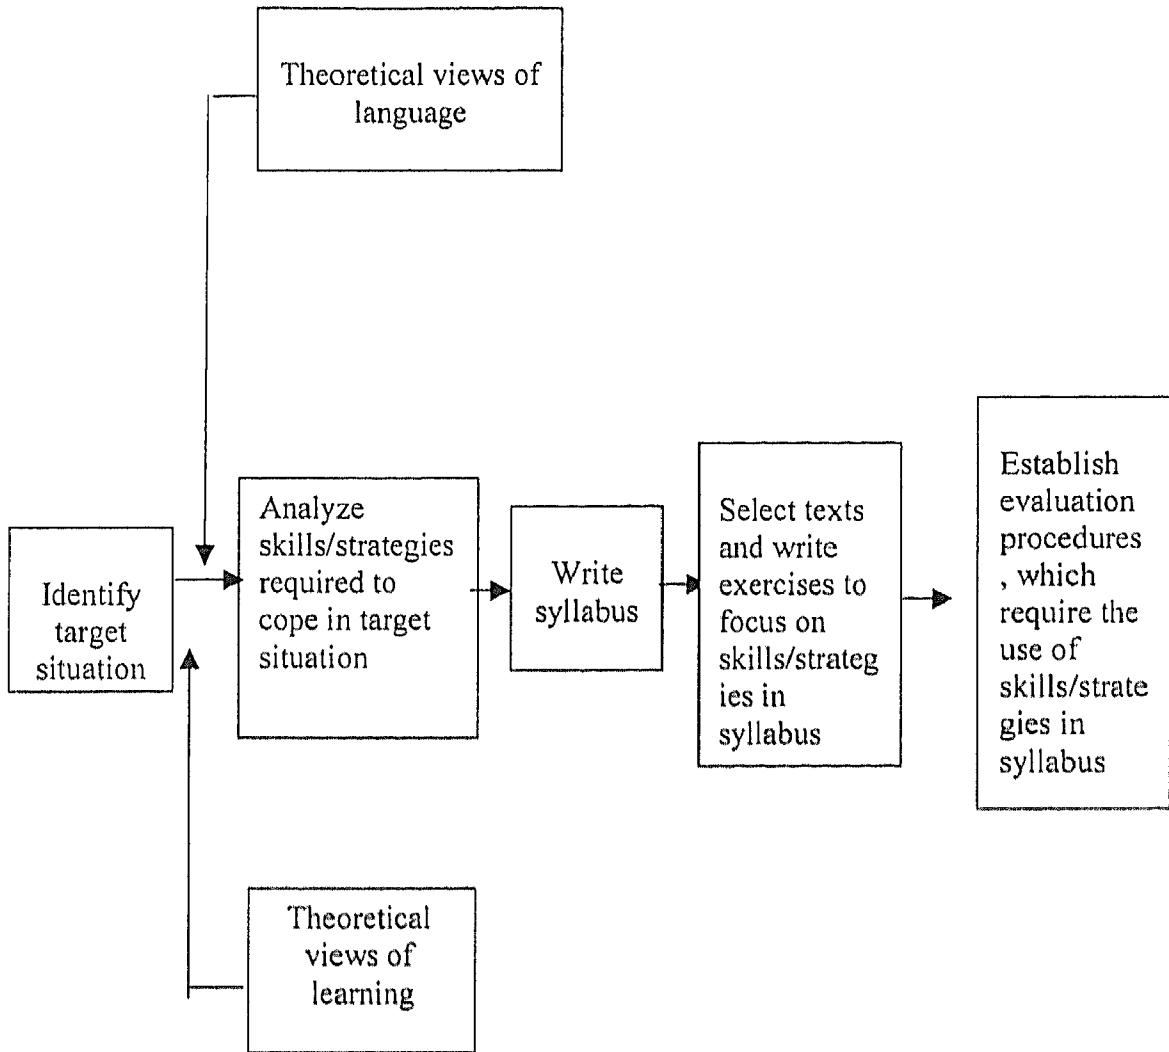 Theoretical views of
language
Identify
target
situation
Analyze
skills/strategies
required to
cope in target
situation
Write
syllabus
Select texts
and write
exercises to
focus on
skills/strateg
ies in
syllabus
Establish
evaluation
procedures
, which
require the
use of
skills/strate
gies in
syllabus
Theoretical
views of
learning